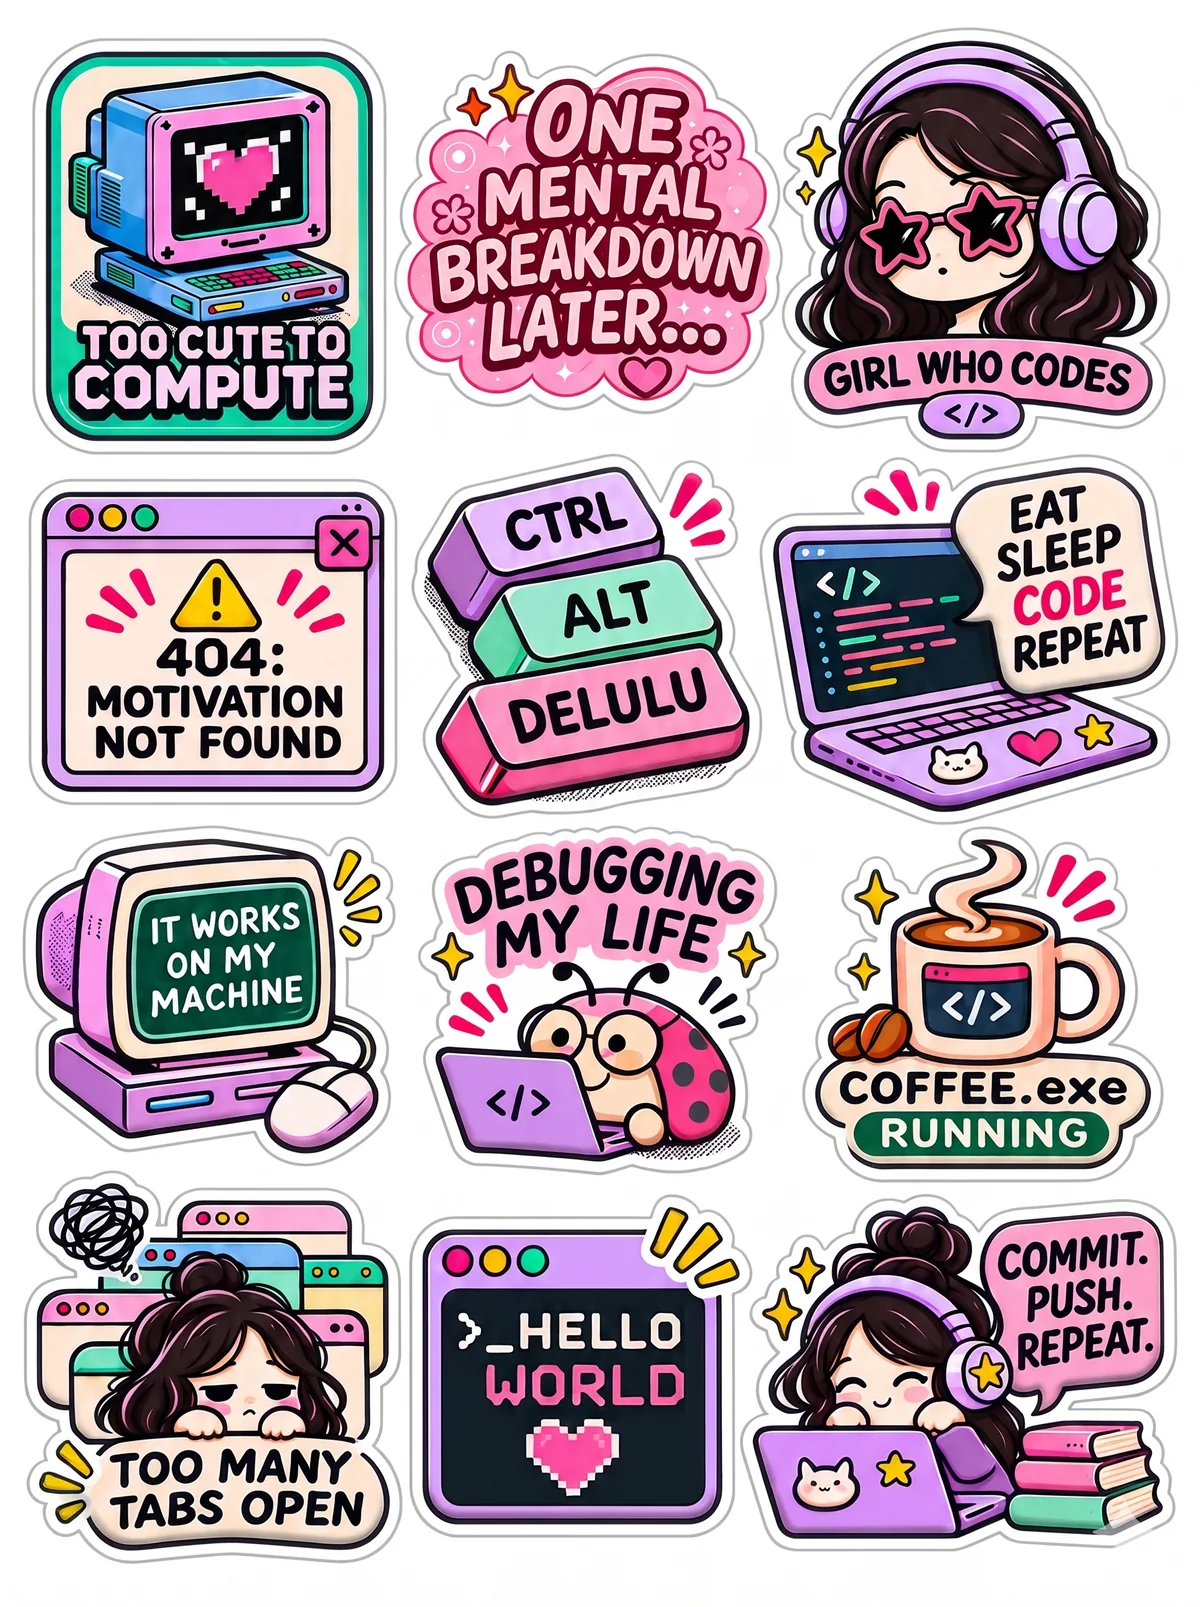 TOO CUTE TO
COMPUTE
ONE
MENTAL
BREAKDOWN
LATER...
GIRL WHO CODES
</>
404:
MOTIVATION
NOT FOUND
CTRL
ALT
DELULU
</>
EAT
SLEEP
CODE
REPEAT
IT WORKS
ON MY
MACHINE
DEBUGGING
MY LIFE
</>
</>
COFFEE.exe
RUNNING
TOO MANY
TABS OPEN
>_HELLO
WORLD
COMMIT.
PUSH.
REPEAT.